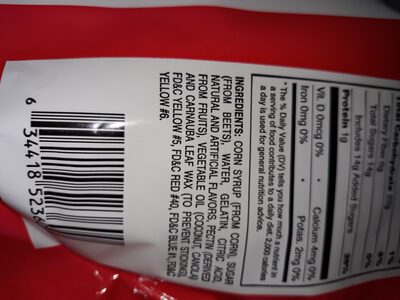 Total Carbohydrate
Dietary Fiber 0g 0%
Total Sugars 14g
Includes 14g Added Sugars 28%
Protein 1g
Vit. D 0mcg 0% • Calcium 4mg 0%
Iron 0mg 0% • Potas. 2mg 0%
* The % Daily Value (DV) tells you how much a nutrient in
a serving of food contributes to a daily diet. 2,000 calories
a day is used for general nutrition advice.
INGREDIENTS: CORN SYRUP (FROM CORN), SUGAR
(FROM BEETS), WATER, GELATIN, CITRIC ACID,
NATURAL AND ARTIFICIAL FLAVORS, PECTIN (DERIVED
FROM FRUITS), VEGETABLE OIL (COCONUT, CANOLA)
AND CARNAUBA LEAF WAX (TO PREVENT STICKING),
FD&C YELLOW #5, FD&C RED #40, FD&C BLUE #1, FD&C
YELLOW #6.
6 34418 5234